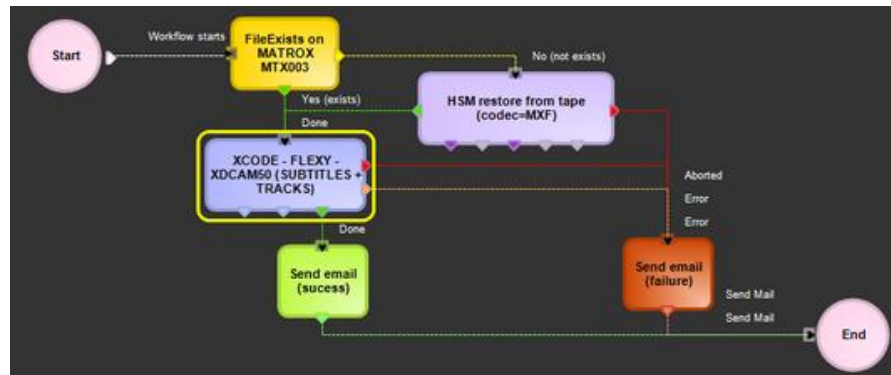 Start
Workflow starts
FileExists on
MATROX
MTX003
No (not exists)
Yes (exists)
Done
HSM restore from tape
(codec=MXF)
XCODE - FLEXY -
XDCAM50 (SUBTITLES +
TRACKS)
Aborted
Error
Error
Done
Send email
(sucess)
Send email
(failure)
Send Mail
Send Mail
End